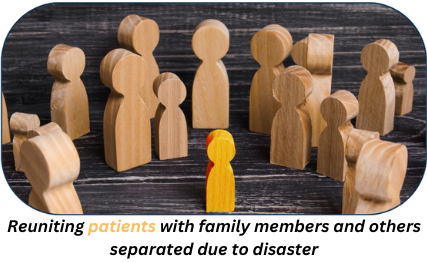 Reuniting patients with family members and others
separated due to disaster